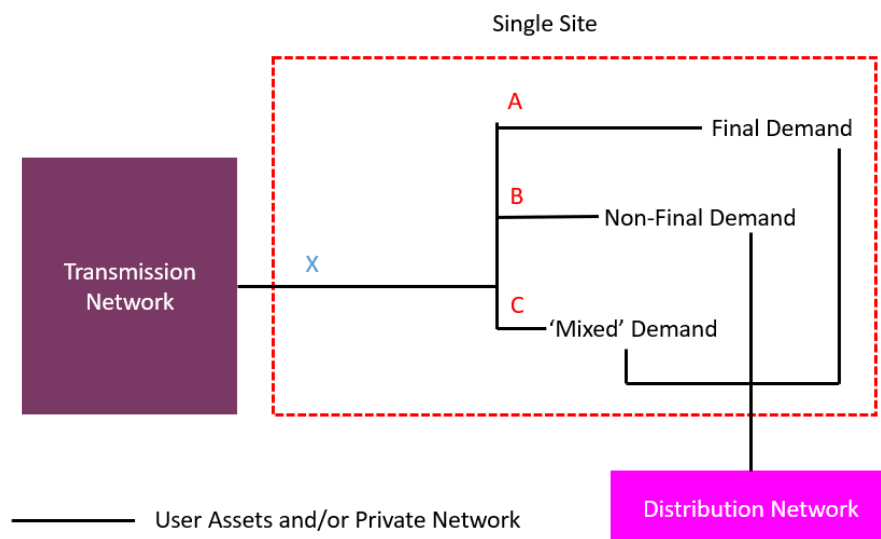 Single Site
A
Final Demand
B
Non-Final Demand
Transmission
Network
X
C
‘Mixed’ Demand
Distribution Network
User Assets and/or Private Network